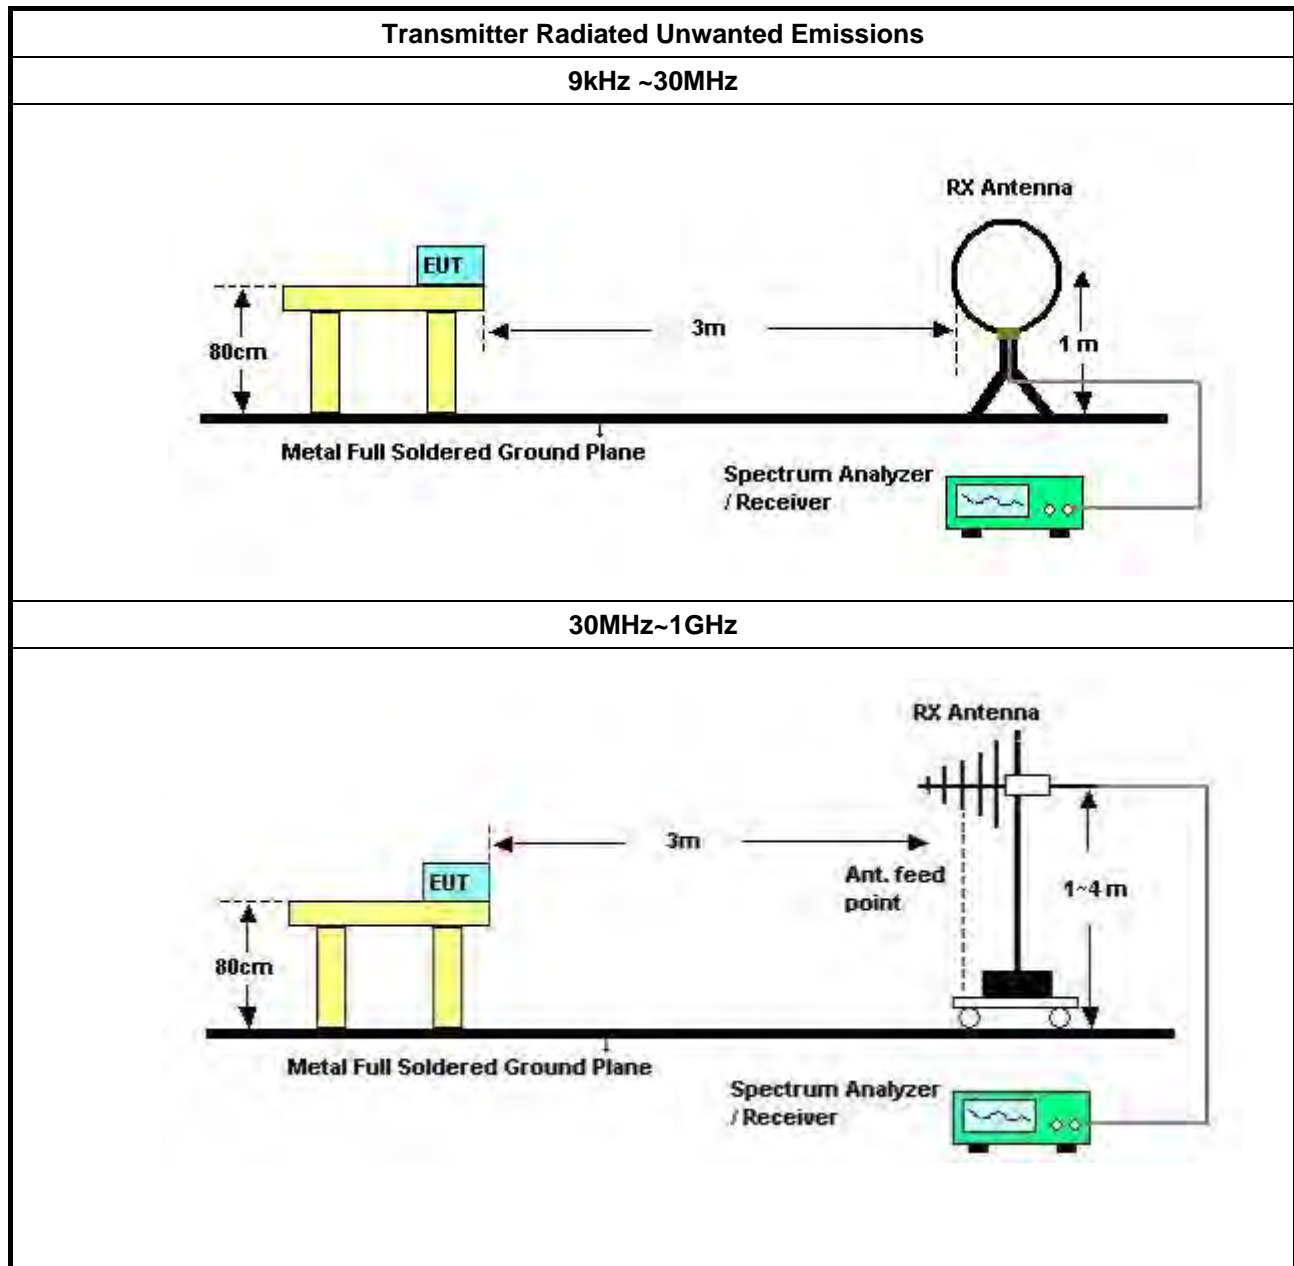 Transmitter Radiated Unwanted Emissions
9kHz ~30MHz
RX Antenna
EUT
3m
80cm
1 m
Metal Full Soldered Ground Plane
Spectrum Analyzer
/ Receiver
30MHz~1GHz
RX Antenna
3m
EUT
Ant. feed
point
1~4 m
80cm
Metal Full Soldered Ground Plane
Spectrum Analyzer
/ Receiver